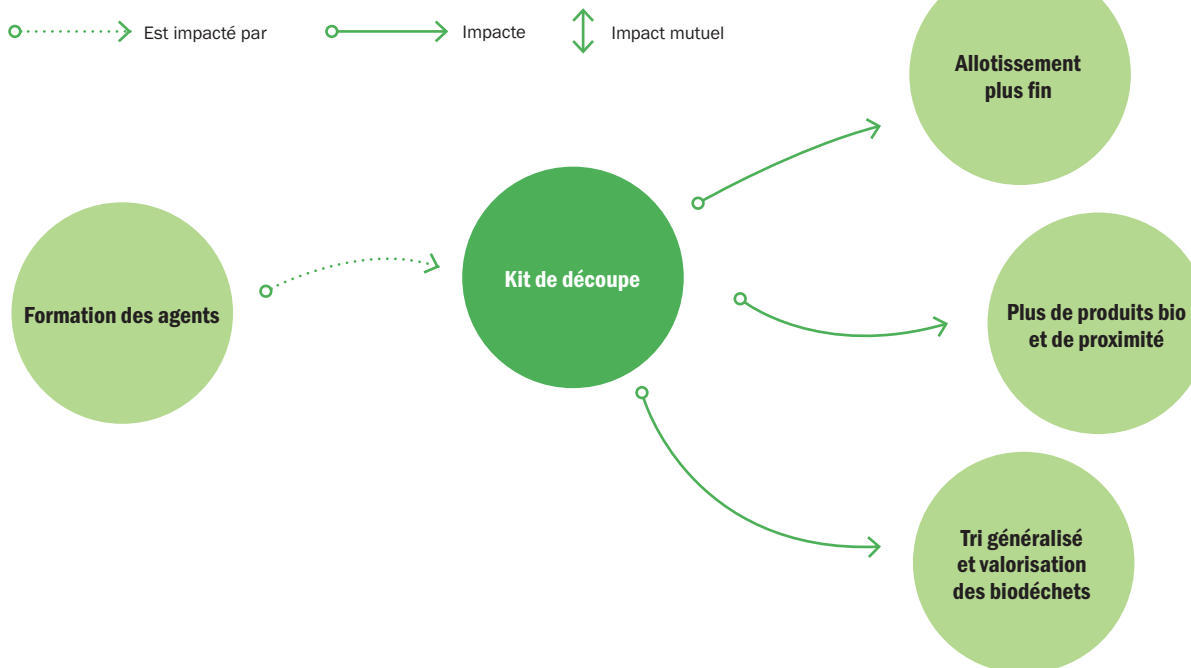 Est impacté par
Impacte
Impact mutuel
Allotissement
plus fin
Formation des agents
Kit de découpe
Plus de produits bio
et de proximité
Tri généralisé
et valorisation
des biodéchets